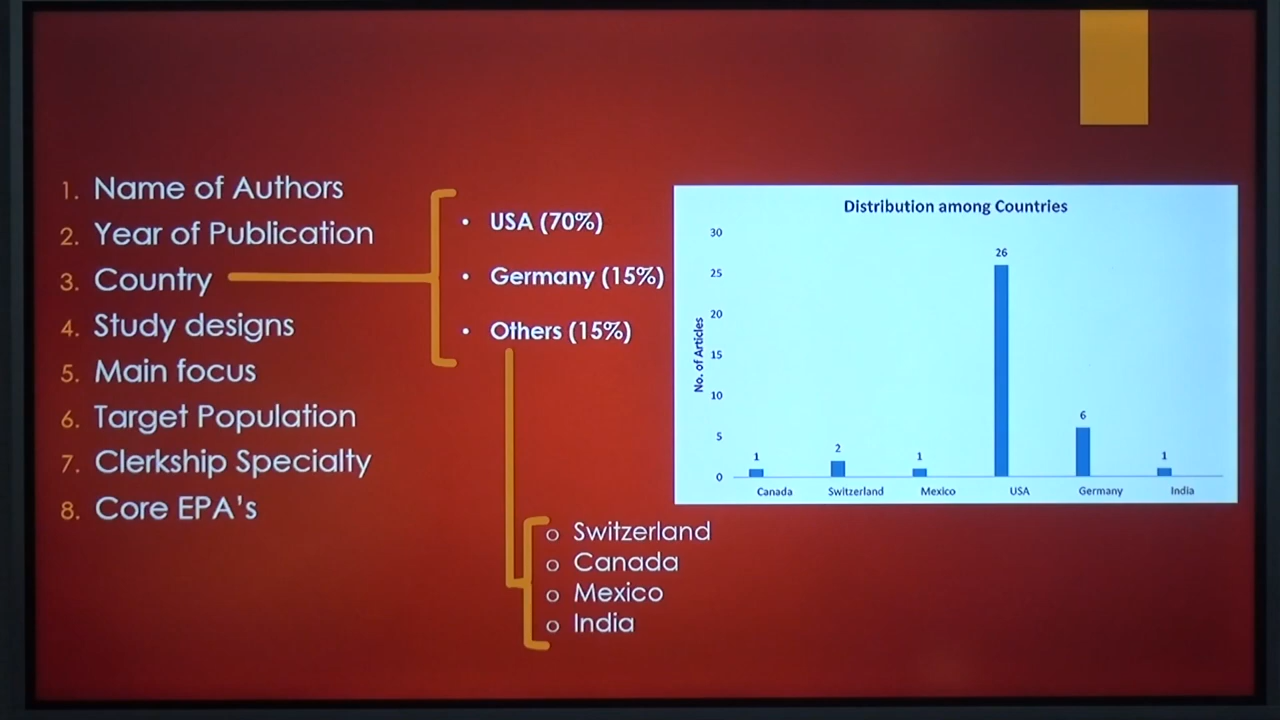 1. Name of Authors
2. Year of Publication
3. Country
4. Study designs
5. Main focus
6. Target Population
7. Clerkship Specialty
8. Core EPA's
• USA (70%)
• Germany (15%)
• Others (15%)
o Switzerland
o Canada
o Mexico
o India
Distribution among Countries
No. of Articles
30
25
20
15
10
5
0
1
2
1
26
6
1
Canada
Switzerland
Mexico
USA
Germany
India